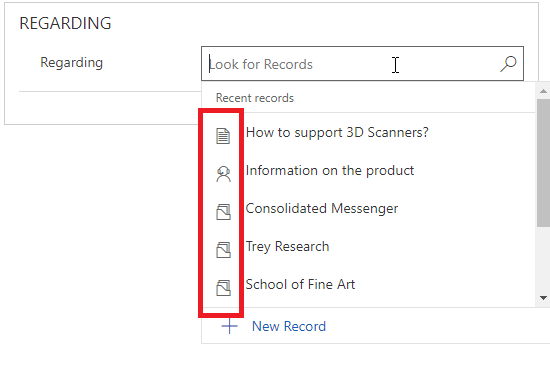 REGARDING
Regarding
Look for Records
Recent records
How to support 3D Scanners?
Information on the product
Consolidated Messenger
Trey Research
School of Fine Art
New Record